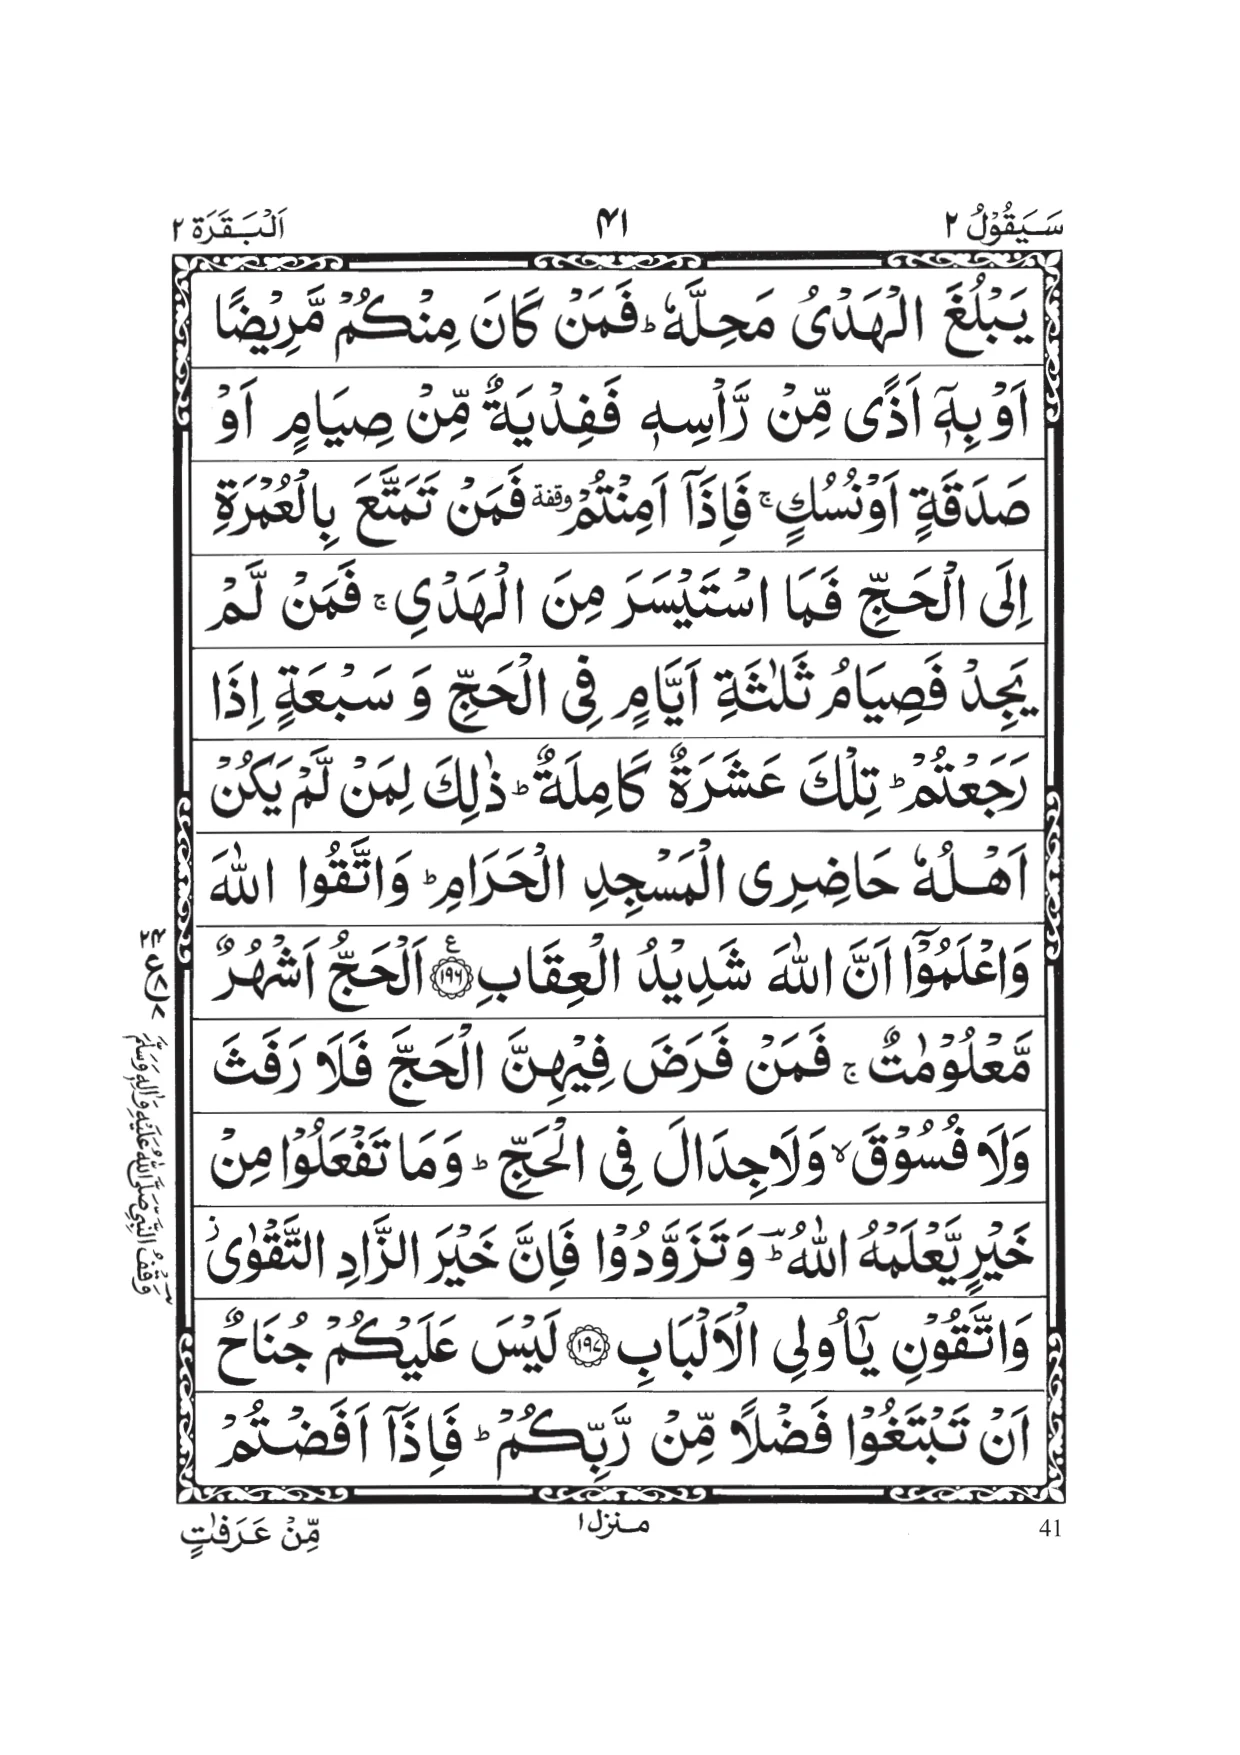 سَيَقُوْلُ ٢
٤١
اَلْبَقَرَة ٢
يَبْلُغَ الْهَدْىُ مَحِلَّهٗ ؕ فَمَنْ كَانَ مِنْكُمْ مَّرِيْضًا
اَوْ بِهٖۤ اَذًى مِّنْ رَّاْسِهٖ فَفِدْيَةٌ مِّنْ صِيَامٍ اَوْ
صَدَقَةٍ اَوْ نُسُكٍ ۚ فَاِذَاۤ اَمِنْتُمْ وقفة فَمَنْ تَمَتَّعَ بِالْعُمْرَةِ
اِلَى الْحَجِّ فَمَا اسْتَيْسَرَ مِنَ الْهَدْىِ ۚ فَمَنْ لَّمْ
يَجِدْ فَصِيَامُ ثَلٰثَةِ اَيَّامٍ فِى الْحَجِّ وَ سَبْعَةٍ اِذَا
رَجَعْتُمْ ؕ تِلْكَ عَشَرَةٌ كَامِلَةٌ ؕ ذٰلِكَ لِمَنْ لَّمْ يَكُنْ
اَهْلُهٗ حَاضِرِى الْمَسْجِدِ الْحَرَامِ ؕ وَاتَّقُوا اللّٰهَ
وَاعْلَمُوْۤا اَنَّ اللّٰهَ شَدِيْدُ الْعِقَابِ ﴿١٩٦﴾ ع اَلْحَجُّ اَشْهُرٌ
مَّعْلُوْمٰتٌ ۚ فَمَنْ فَرَضَ فِيْهِنَّ الْحَجَّ فَلَا رَفَثَ
وَلَا فُسُوْقَ ۙ وَلَا جِدَالَ فِى الْحَجِّ ؕ وَمَا تَفْعَلُوْا مِنْ
خَيْرٍ يَّعْلَمْهُ اللّٰهُ ؕ وَتَزَوَّدُوْا فَاِنَّ خَيْرَ الزَّادِ التَّقْوٰى ز
وَاتَّقُوْنِ يٰۤاُولِى الْاَلْبَابِ ﴿١٩٧﴾ لَيْسَ عَلَيْكُمْ جُنَاحٌ
اَنْ تَبْتَغُوْا فَضْلًا مِّنْ رَّبِّكُمْ ؕ فَاِذَاۤ اَفَضْتُمْ
وَقْفُ النَّبِيِّ صَلَّى اللّٰهُ عَلَيْهِ وَاٰلِهٖ وَسَلَّمَ
41
منزل ١
مِّنْ عَرَفٰتٍ